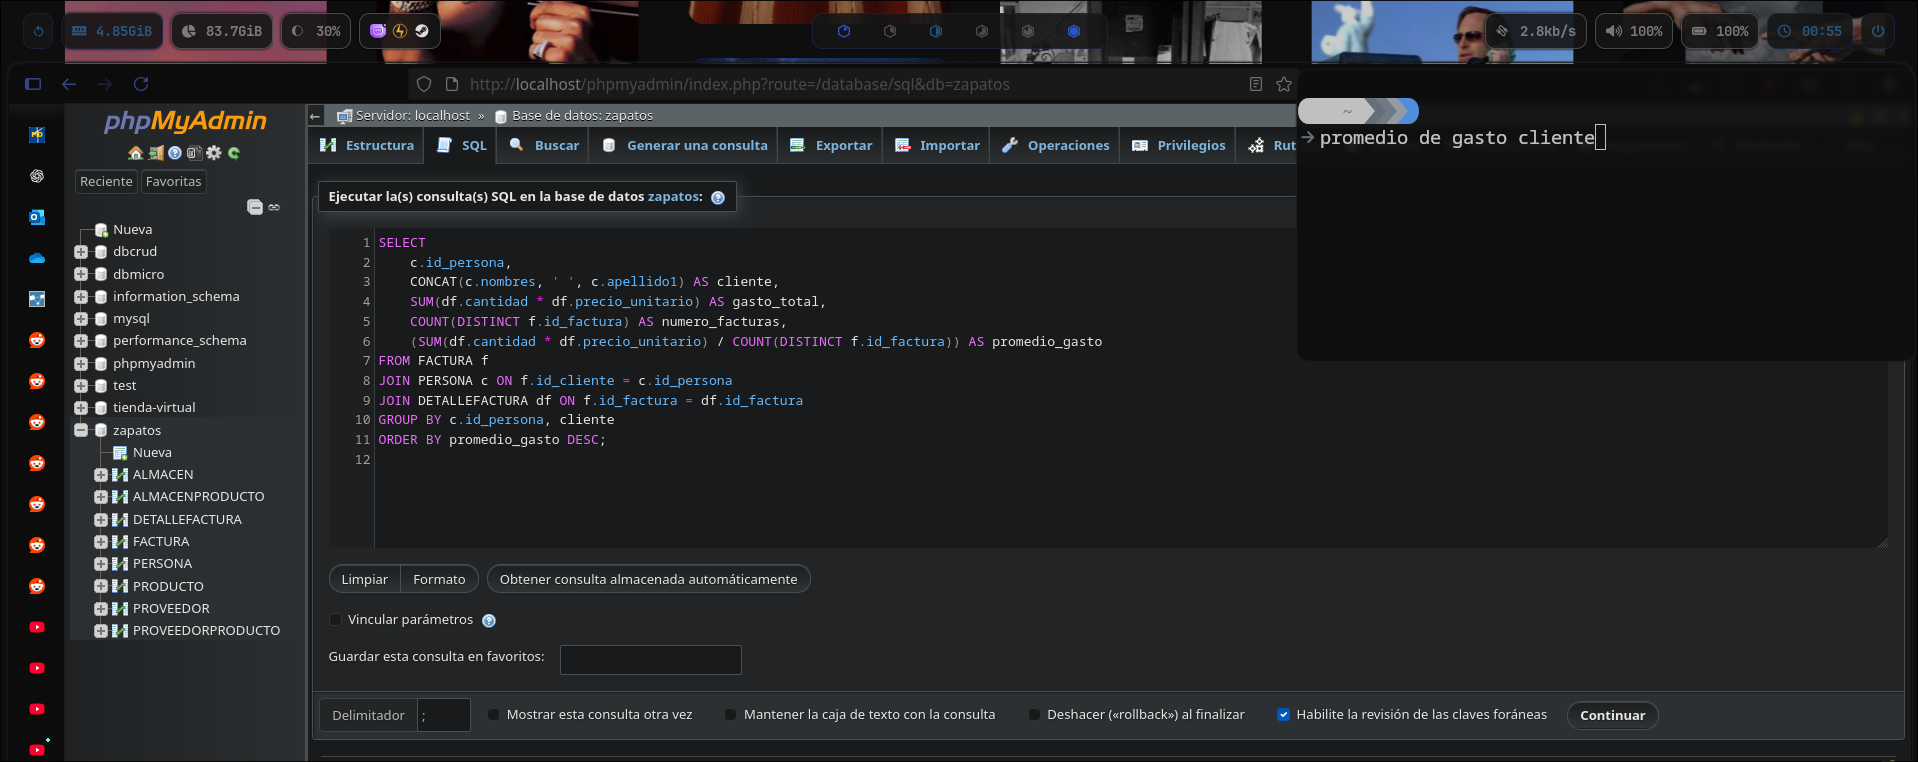 4.85GiB
83.7GiB
30%
2.8kb/s
100%
100%
00:55
http://localhost/phpmyadmin/index.php?route=/database/sql&db=zapatos
phpMyAdmin
Reciente
Favoritas
Nueva
dbcrud
dbmicro
information_schema
mysql
performance_schema
phpmyadmin
test
tienda-virtual
zapatos
Nueva
ALMACEN
ALMACENPRODUCTO
DETALLEFACTURA
FACTURA
PERSONA
PRODUCTO
PROVEEDOR
PROVEEDORPRODUCTO
← Servidor: localhost » Base de datos: zapatos
Estructura SQL Buscar Generar una consulta Exportar Importar Operaciones Privilegios Rut
~
→ promedio de gasto cliente
Ejecutar la(s) consulta(s) SQL en la base de datos zapatos:
1 SELECT
2 c.id_persona,
3 CONCAT(c.nombres, ' ', c.apellido1) AS cliente,
4 SUM(df.cantidad * df.precio_unitario) AS gasto_total,
5 COUNT(DISTINCT f.id_factura) AS numero_facturas,
6 (SUM(df.cantidad * df.precio_unitario) / COUNT(DISTINCT f.id_factura)) AS promedio_gasto
7 FROM FACTURA f
8 JOIN PERSONA c ON f.id_cliente = c.id_persona
9 JOIN DETALLEFACTURA df ON f.id_factura = df.id_factura
10 GROUP BY c.id_persona, cliente
11 ORDER BY promedio_gasto DESC;
12
Limpiar Formato Obtener consulta almacenada automáticamente
Vincular parámetros
Guardar esta consulta en favoritos:
Delimitador ; Mostrar esta consulta otra vez Mantener la caja de texto con la consulta Deshacer («rollback») al finalizar Habilite la revisión de las claves foráneas Continuar